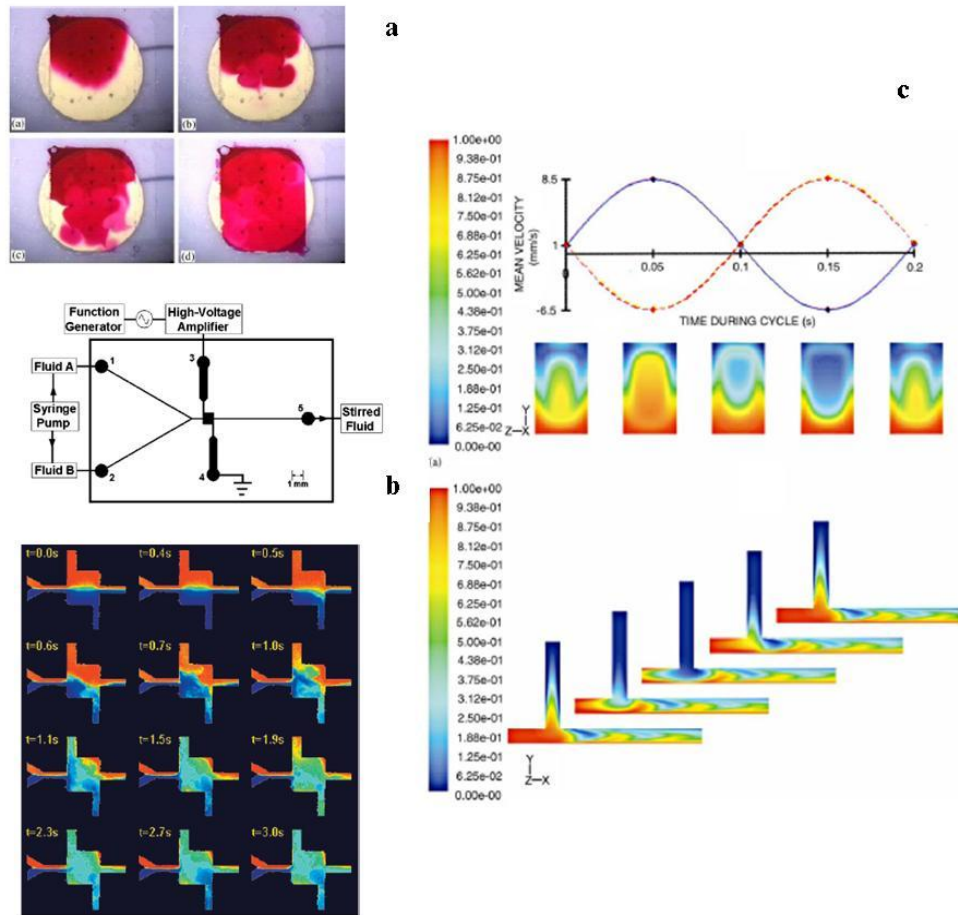 a
(a)
(b)
(c)
(d)
Function
Generator
High-Voltage
Amplifier
Fluid A
1
3
Syringe
Pump
5
Stirred
Fluid
Fluid B
2
4
1 mm
b
t=0.0s
t=0.4s
t=0.5s
t=0.6s
t=0.7s
t=1.0s
t=1.1s
t=1.5s
t=1.9s
t=2.3s
t=2.7s
t=3.0s
c
1.00e+00
9.38e-01
8.75e-01
8.13e-01
7.50e-01
6.88e-01
6.25e-01
5.63e-01
5.00e-01
4.38e-01
3.75e-01
3.12e-01
2.50e-01
1.88e-01
1.25e-01
6.25e-02
0.00e+00
MEAN VELOCITY
(mm/s)
8.5
1
-6.5
0
0.05
0.1
0.15
0.2
TIME DURING CYCLE (s)
Y
Z X
(a)
1.00e+00
9.38e-01
8.75e-01
8.13e-01
7.50e-01
6.88e-01
6.25e-01
5.63e-01
5.00e-01
4.38e-01
3.75e-01
3.12e-01
2.50e-01
1.88e-01
1.25e-01
6.25e-02
0.00e+00
Y
Z X